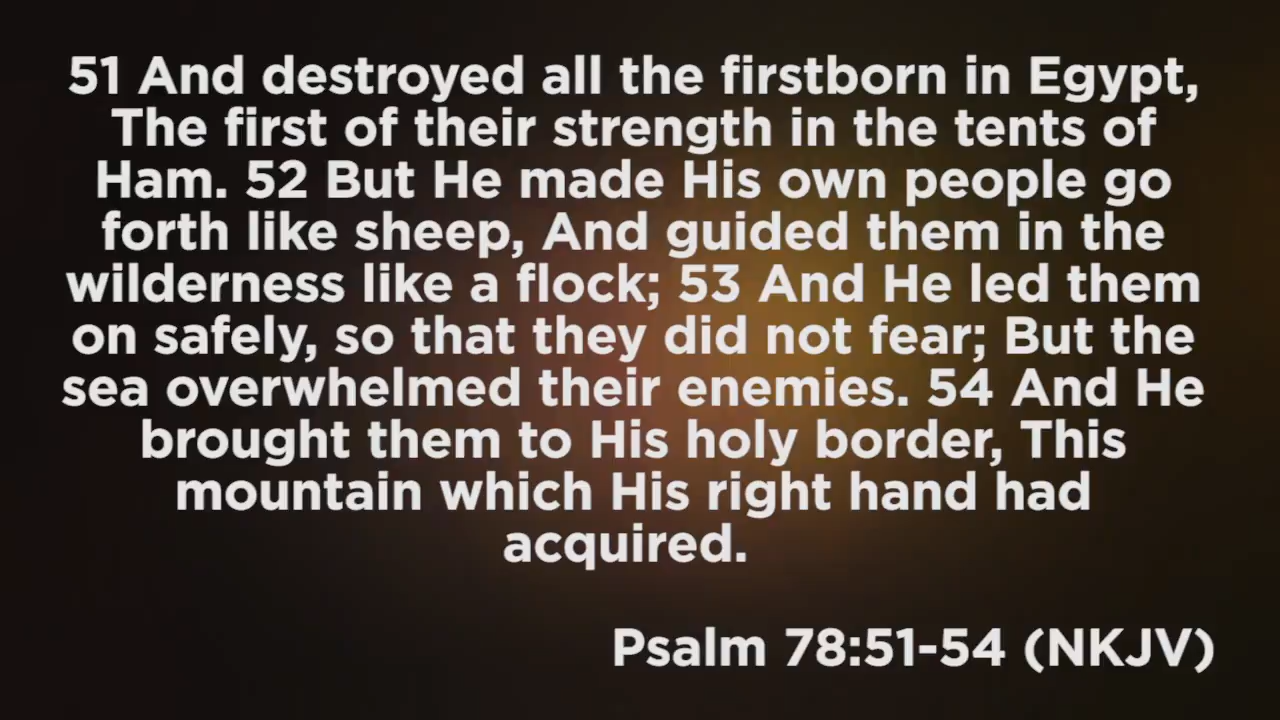 51 And destroyed all the firstborn in Egypt,
The first of their strength in the tents of
Ham. 52 But He made His own people go
forth like sheep, And guided them in the
wilderness like a flock; 53 And He led them
on safely, so that they did not fear; But the
sea overwhelmed their enemies. 54 And He
brought them to His holy border, This
mountain which His right hand had
acquired.
Psalm 78:51-54 (NKJV)